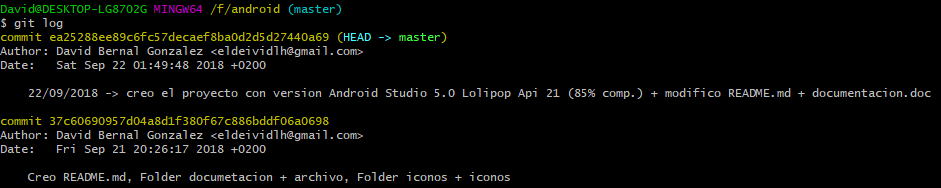 David@DESKTOP-LG87O2G MINGW64 /f/android (master)
$ git log
commit ea25288ee89c6fc57decaef8ba0d2d5d27440a69 (HEAD -> master)
Author: David Bernal Gonzalez <eldeividlh@gmail.com>
Date:   Sat Sep 22 01:49:48 2018 +0200
    22/09/2018 -> creo el proyecto con version Android Studio 5.0 Lolipop Api 21 (85% comp.) + modifico README.md + documentacion.doc
commit 37c60690957d04a8d1f380f67c886bddf06a0698
Author: David Bernal Gonzalez <eldeividlh@gmail.com>
Date:   Fri Sep 21 20:26:17 2018 +0200
    Creo README.md, Folder documetacion + archivo, Folder iconos + iconos